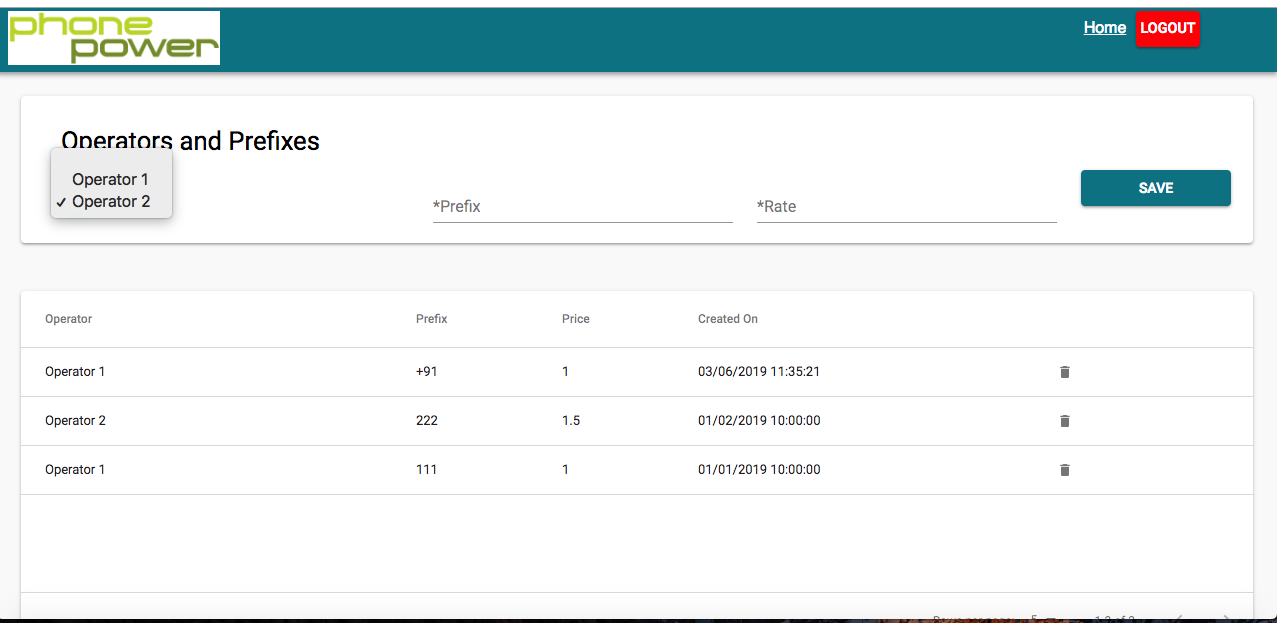 phone
power
Home LOGOUT
Operators and Prefixes
Operator 1
✓ Operator 2
*Prefix *Rate SAVE
Operator Prefix Price Created On
Operator 1 +91 1 03/06/2019 11:35:21
Operator 2 222 1.5 01/02/2019 10:00:00
Operator 1 111 1 01/01/2019 10:00:00